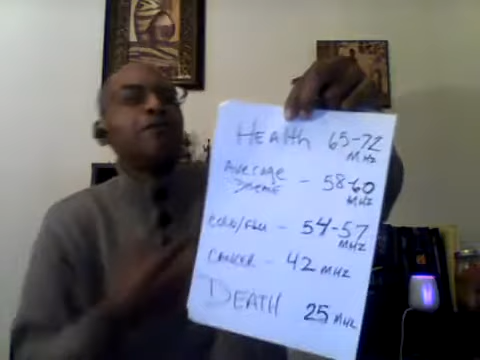 HEALTH 65-72
MHZ
AVERAGE
58-60
MHZ
COLD/FLU - 54-57
MHZ
CANCER - 42 MHZ
DEATH 25 MHZ